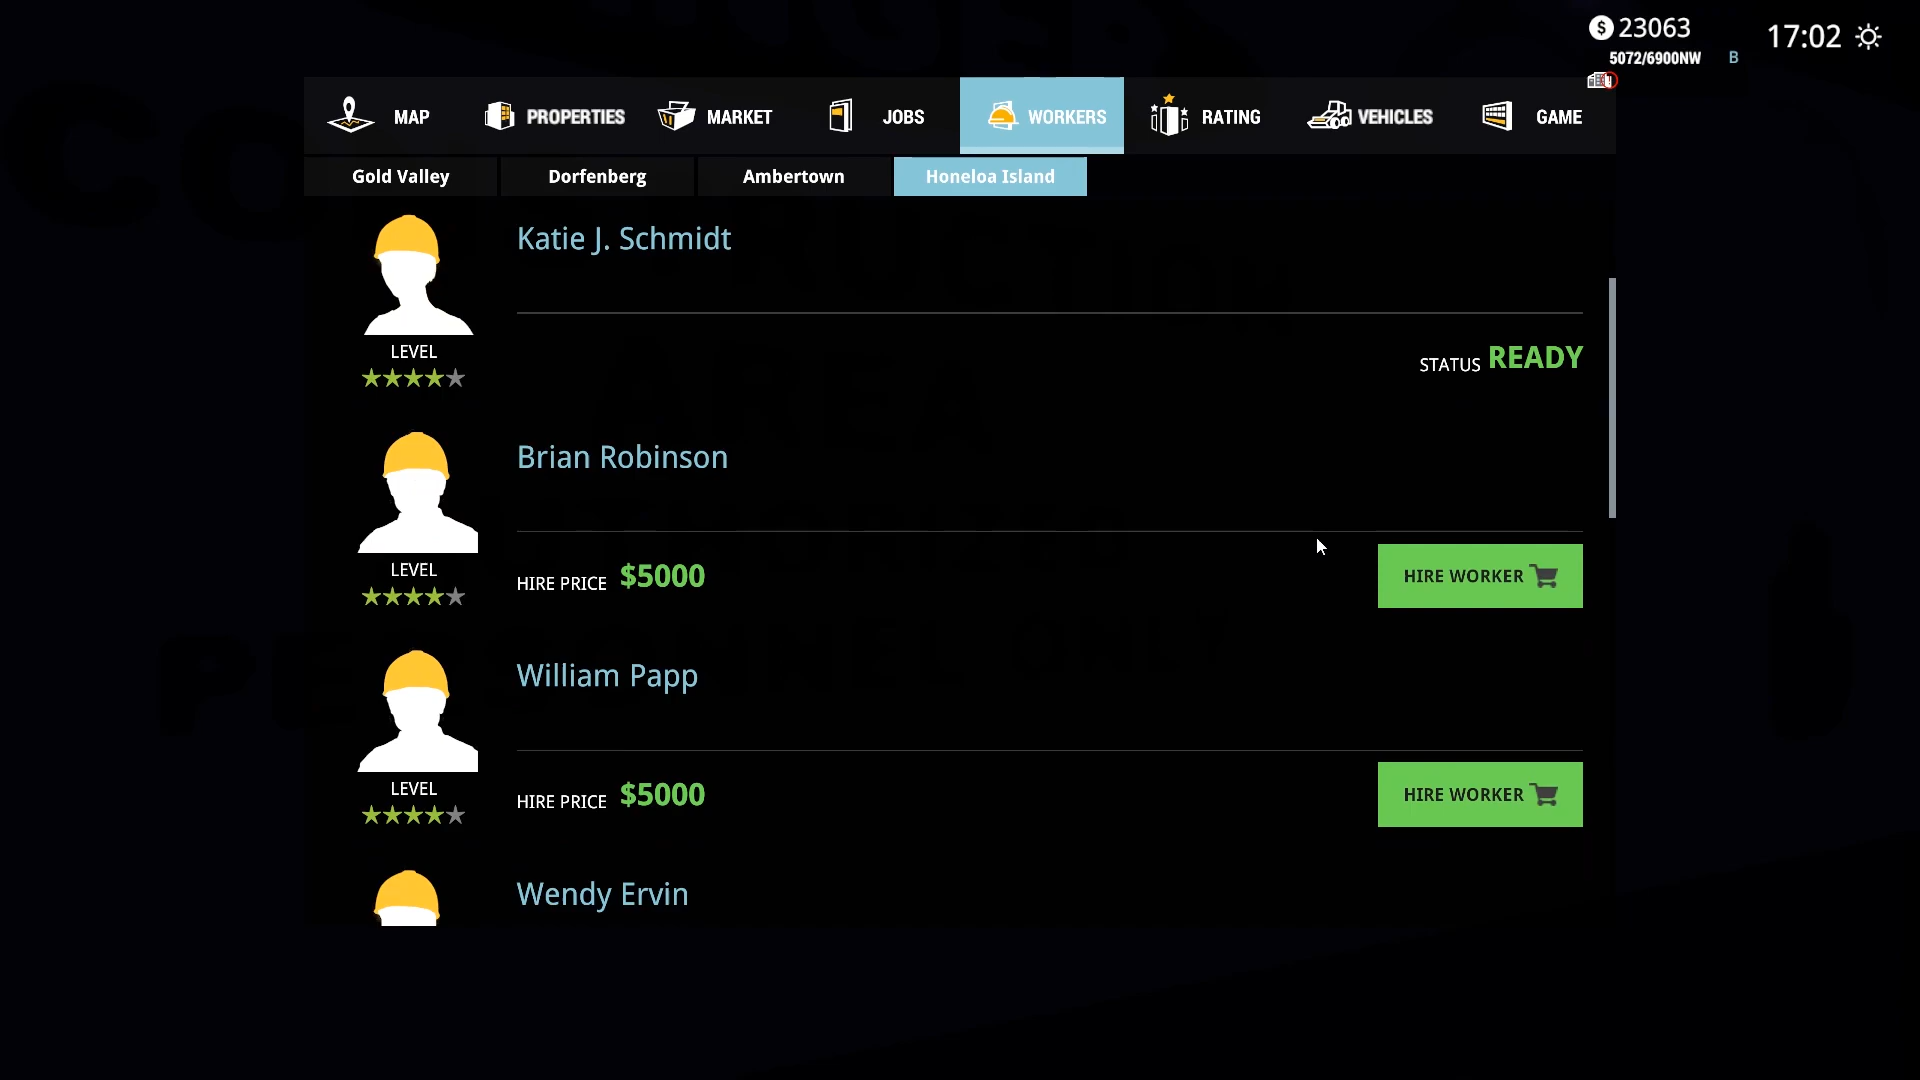 23063
5072/6900NW B
17:02
MAP PROPERTIES MARKET JOBS WORKERS RATING VEHICLES GAME
Gold Valley Dorfenberg Ambertown Honeloa Island
Katie J. Schmidt
LEVEL
STATUS READY
Brian Robinson
LEVEL
HIRE PRICE $5000
HIRE WORKER
William Papp
LEVEL
HIRE PRICE $5000
HIRE WORKER
Wendy Ervin